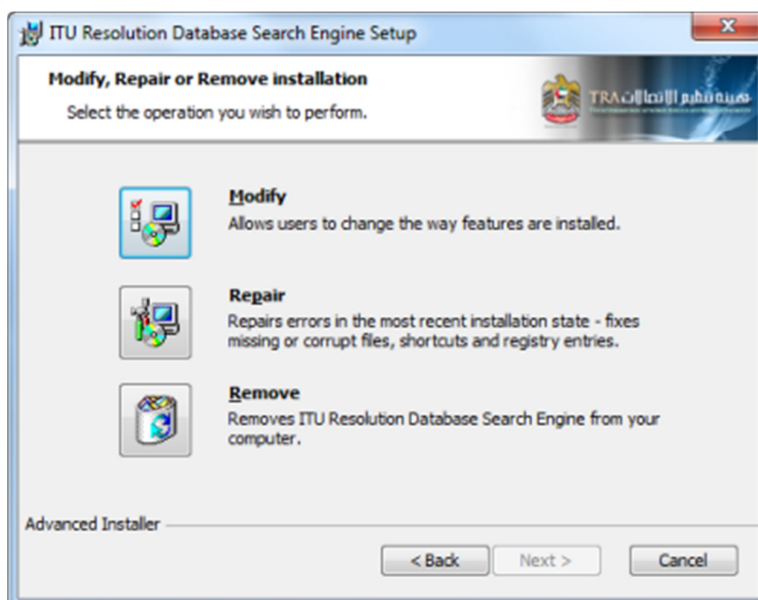 ITU Resolution Database Search Engine Setup
Modify, Repair or Remove installation
Select the operation you wish to perform.
TRA هيئة تنظيم الاتصالات
Modify
Allows users to change the way features are installed.
Repair
Repairs errors in the most recent installation state - fixes
missing or corrupt files, shortcuts and registry entries.
Remove
Removes ITU Resolution Database Search Engine from your
computer.
Advanced Installer
< Back
Next >
Cancel